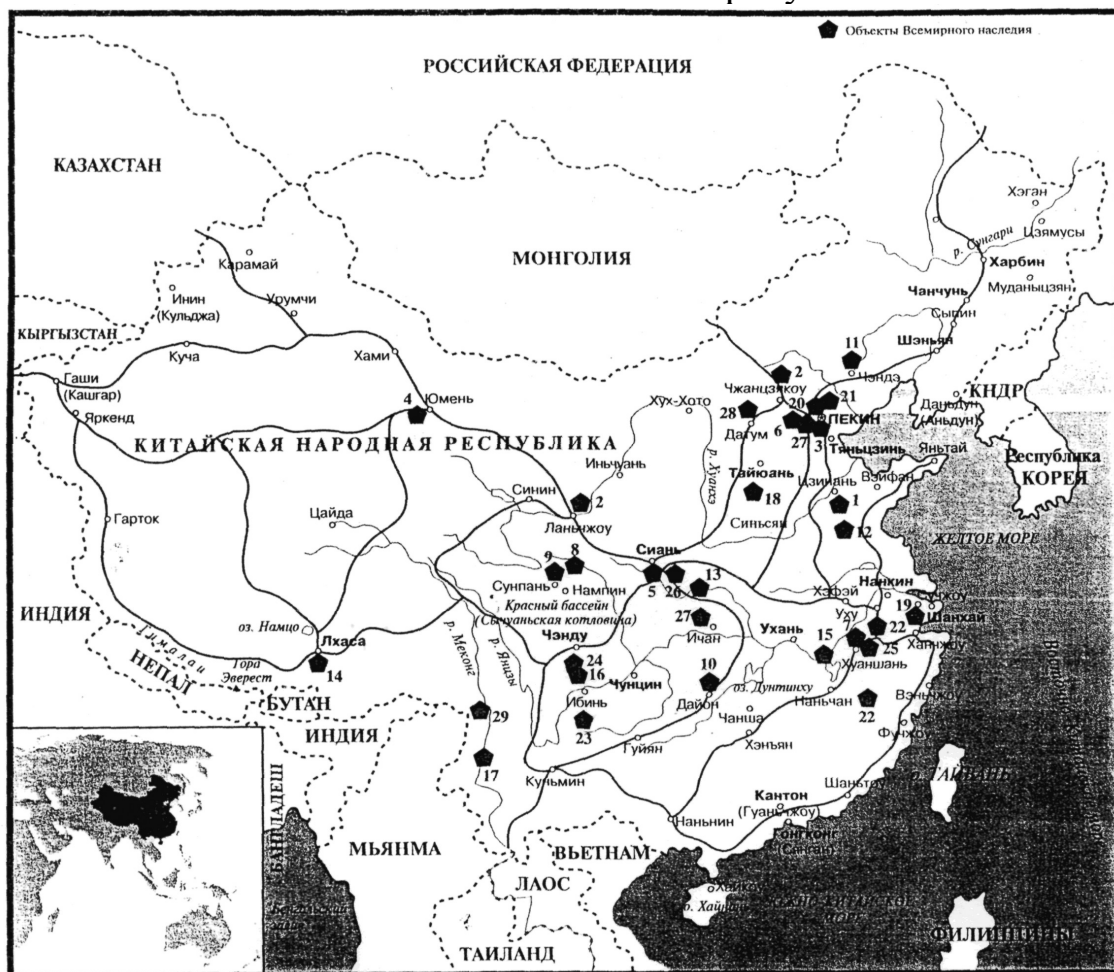 Объекты Всемирного наследия
РОССИЙСКАЯ ФЕДЕРАЦИЯ
КАЗАХСТАН
Хэган
Цзямусы
р. Сунгари
МОНГОЛИЯ
Карамай
Харбин
Муданьцзян
Инин
(Кульджа)
Урумчи
Чанчунь
Сыпин
КЫРГЫЗСТАН
Куча
Хами
Шэньян
11
Чэндэ
2
Гаши
(Кашгар)
Чжанцзякоу
КНДР
Яркенд
4
Юмень
Хух-Хото
28
20
21
Даньдун
(Аньдун)
Датум
6
27
3
ПЕКИН
КИТАЙСКАЯ НАРОДНАЯ РЕСПУБЛИКА
Тяньцзинь
Яньтай
Республика
КОРЕЯ
Иньчуань
р. Хуанхэ
Тайюань
18
Цзинань
Вэйфан
Синин
2
1
Гарток
Цайда
Ланьчжоу
Синьсян
12
ЖЕЛТОЕ МОРЕ
Сиань
9
8
5
26
13
Сунпань
Нампин
Хэфэй
Нанкин
Сучжоу
19
ИНДИЯ
Красный бассейн
(Сычуаньская котловина)
27
Ичан
Ухань
Уху
22
Шанхай
оз. Намцо
Лхаса
р. Меконг
р. Янцзы
Чэнду
15
25
Ханчжоу
Хуаншань
Гималаи
Гора
Эверест
14
НЕПАЛ
24
16
Чунцин
10
оз. Дунтинху
БУТАН
Ибинь
Дайон
Наньчан
Вэньчжоу
29
23
Чанша
22
Фучжоу
ИНДИЯ
Гуйян
Хэнъян
17
Куньмин
ТАЙВАНЬ
Шаньтоу
Кантон
(Гуаньчжоу)
БАНГЛАДЕШ
МЬЯНМА
Наньнин
Гонгконг
(Сянган)
ВЬЕТНАМ
ЛАОС
ТАИЛАНД
ФИЛИППИНЫ